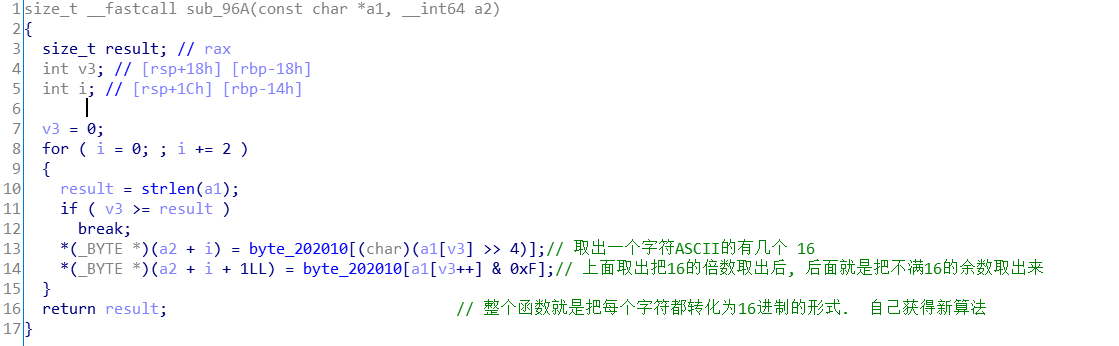 1 size_t __fastcall sub_96A(const char *a1, __int64 a2)
2 {
3   size_t result; // rax
4   int v3; // [rsp+18h] [rbp-18h]
5   int i; // [rsp+1Ch] [rbp-14h]
6
7   v3 = 0;
8   for ( i = 0; ; i += 2 )
9   {
10     result = strlen(a1);
11     if ( v3 >= result )
12       break;
13     *(_BYTE *)(a2 + i) = byte_202010[(char)(a1[v3] >> 4)];// 取出一个字符ASCII的有几个 16
14     *(_BYTE *)(a2 + i + 1LL) = byte_202010[a1[v3++] & 0xF];// 上面取出把16的倍数取出后, 后面就是把不满16的余数取出来
15   }
16   return result; // 整个函数就是把每个字符都转化为16进制的形式. 自己获得新算法
17 }